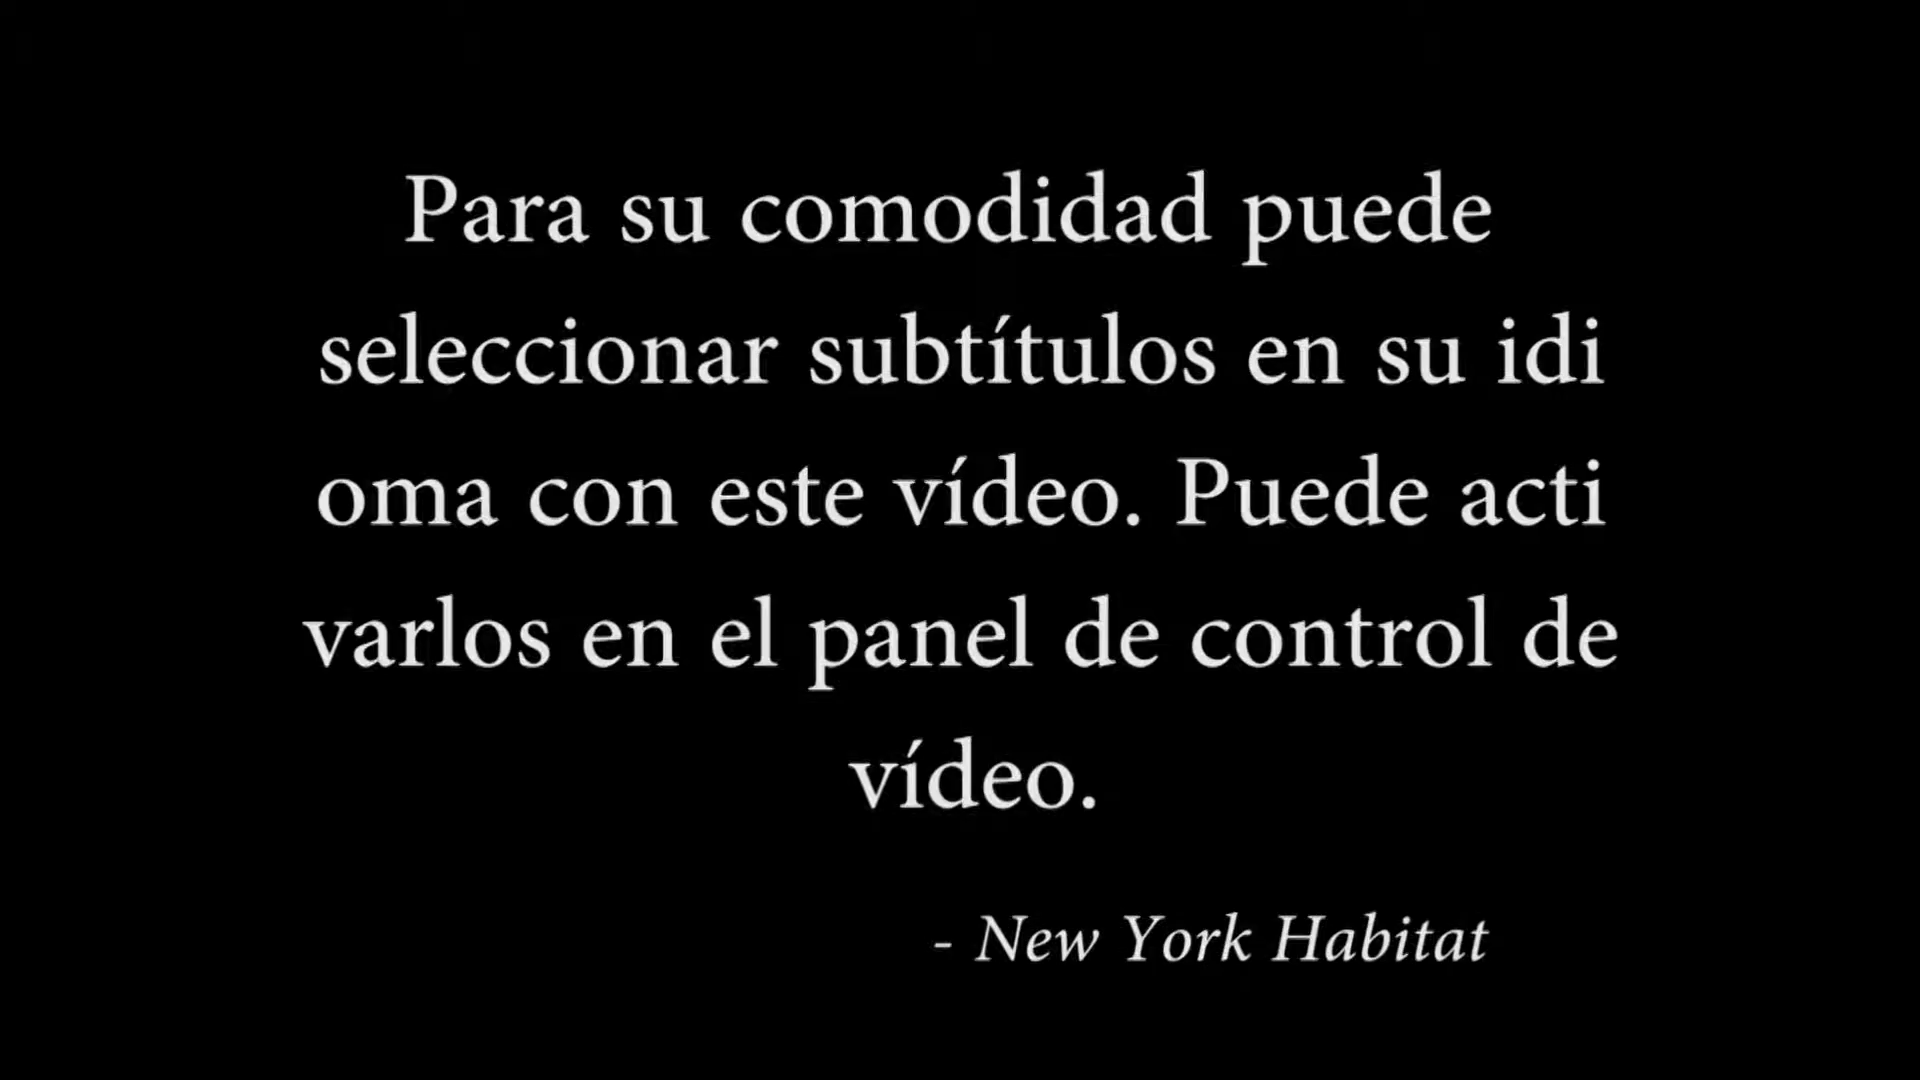 Para su comodidad puede
seleccionar subtítulos en su idi
oma con este vídeo. Puede acti
varlos en el panel de control de
vídeo.
- New York Habitat